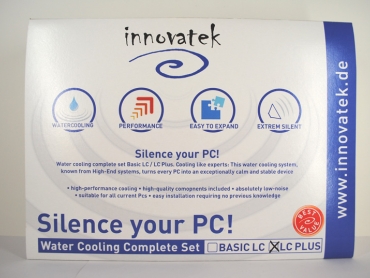 innovatek
WATERCOOLING
PERFORMANCE
EASY TO EXPAND
EXTREM SILENT
Silence your PC!
Water cooling complete set Basic LC / LC Plus. Cooling like experts: This water cooling system,
known from High-End systems, turns every PC into an exceptionally calm and stable device
• high-performance cooling • high-quality compnents included • absolutely low-noise
• suitable for all current Pcs • easy installation requiring no previous knowledge
Silence your PC!
BEST VALUE
Water Cooling Complete Set BASIC LC LC PLUS
www.innovatek.de